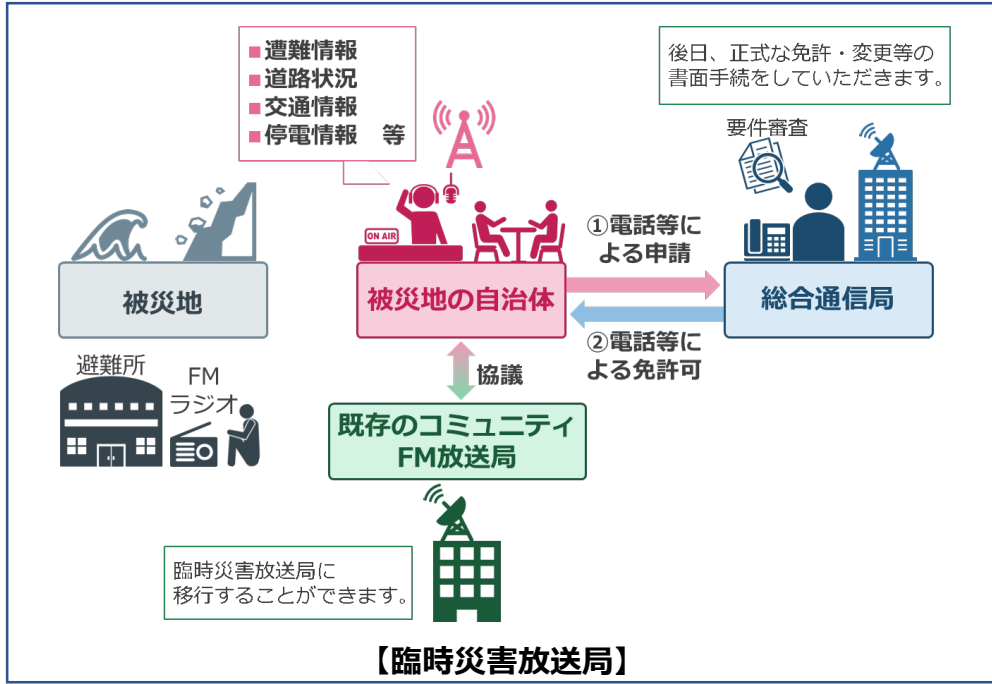 ■遭難情報
■道路状況
■交通情報
■停電情報　等
後日、正式な免許・変更等の
書面手続をしていただきます。
要件審査
ON AIR
①電話等に
よる申請
被災地
被災地の自治体
総合通信局
②電話等に
よる免許可
避難所
FM
ラジオ
協議
既存のコミュニティ
FM放送局
臨時災害放送局に
移行することができます。
【臨時災害放送局】